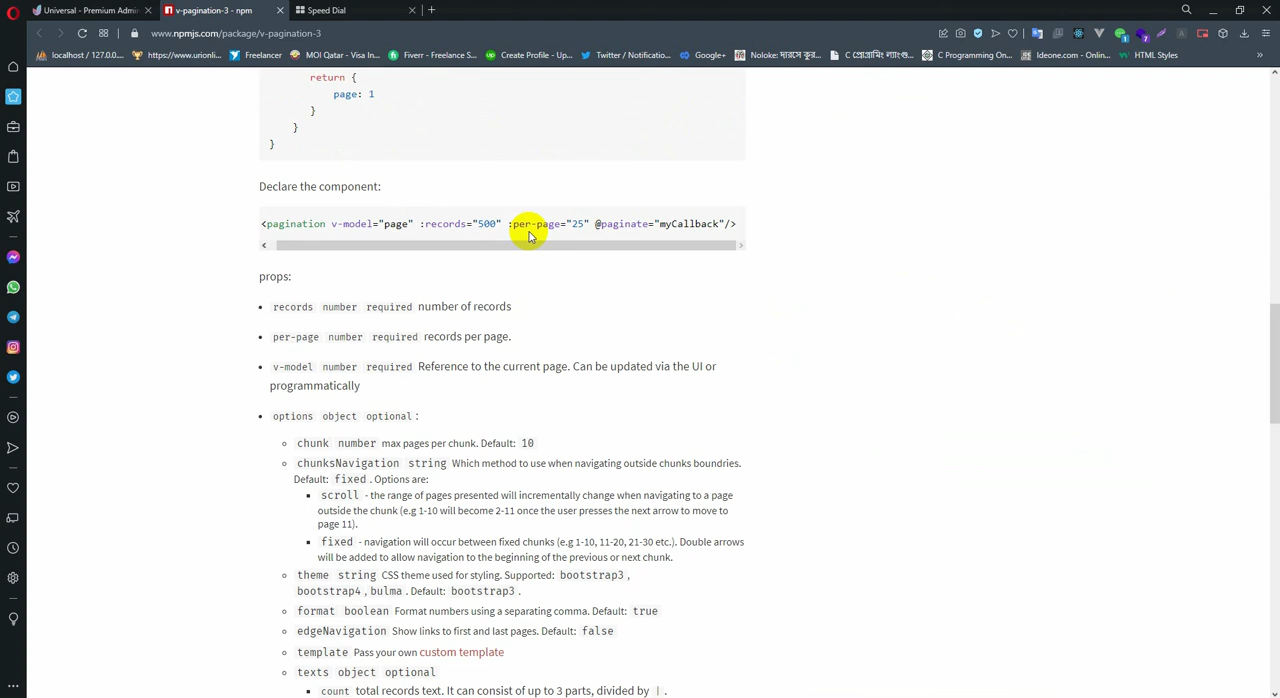 Universal - Premium Admin
v-pagination-3 - npm
Speed Dial
www.npmjs.com/package/v-pagination-3
localhost / 127.0.0....
https://www.urionli...
Freelancer
MOI Qatar - Visa In...
Fiverr - Freelance S...
Create Profile - Up...
Twitter / Notificatio...
Google+
Noloke: দারসে কুর...
C প্রোগ্রামিং ল্যাংগু...
C Programming On...
Ideone.com - Onlin...
HTML Styles
return {
page: 1
}
}
}
Declare the component:
<pagination v-model="page" :records="500" :per-page="25" @paginate="myCallback"/>
props:
• records number required number of records
• per-page number required records per page.
• v-model number required Reference to the current page. Can be updated via the UI or
programmatically
• options object optional :
◦ chunk number max pages per chunk. Default: 10
◦ chunksNavigation string Which method to use when navigating outside chunks boundries.
Default: fixed . Options are:
▪ scroll - the range of pages presented will incrementally change when navigating to a page
outside the chunk (e.g 1-10 will become 2-11 once the user presses the next arrow to move to
page 11).
▪ fixed - navigation will occur between fixed chunks (e.g 1-10, 11-20, 21-30 etc.). Double arrows
will be added to allow navigation to the beginning of the previous or next chunk.
◦ theme string CSS theme used for styling. Supported: bootstrap3 ,
bootstrap4 , bulma . Default: bootstrap3 .
◦ format boolean Format numbers using a separating comma. Default: true
◦ edgeNavigation Show links to first and last pages. Default: false
◦ template Pass your own custom template
◦ texts object optional
▪ count total records text. It can consist of up to 3 parts, divided by | .